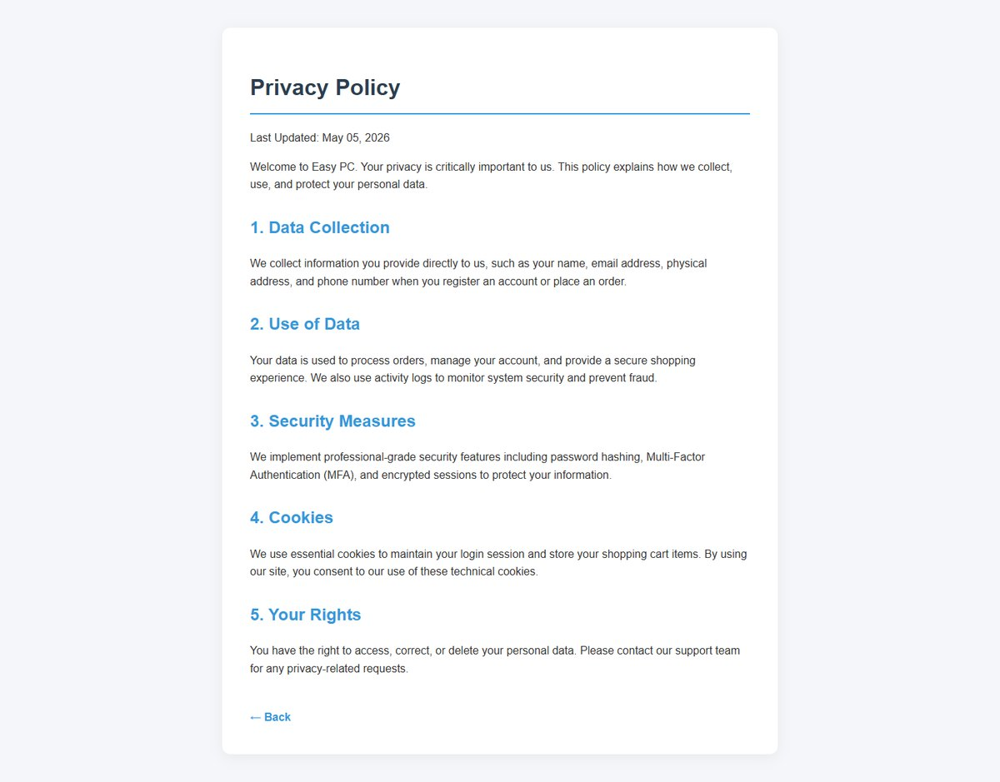 Privacy Policy
Last Updated: May 05, 2026
Welcome to Easy PC. Your privacy is critically important to us. This policy explains how we collect,
use, and protect your personal data.
1. Data Collection
We collect information you provide directly to us, such as your name, email address, physical
address, and phone number when you register an account or place an order.
2. Use of Data
Your data is used to process orders, manage your account, and provide a secure shopping
experience. We also use activity logs to monitor system security and prevent fraud.
3. Security Measures
We implement professional-grade security features including password hashing, Multi-Factor
Authentication (MFA), and encrypted sessions to protect your information.
4. Cookies
We use essential cookies to maintain your login session and store your shopping cart items. By using
our site, you consent to our use of these technical cookies.
5. Your Rights
You have the right to access, correct, or delete your personal data. Please contact our support team
for any privacy-related requests.
← Back